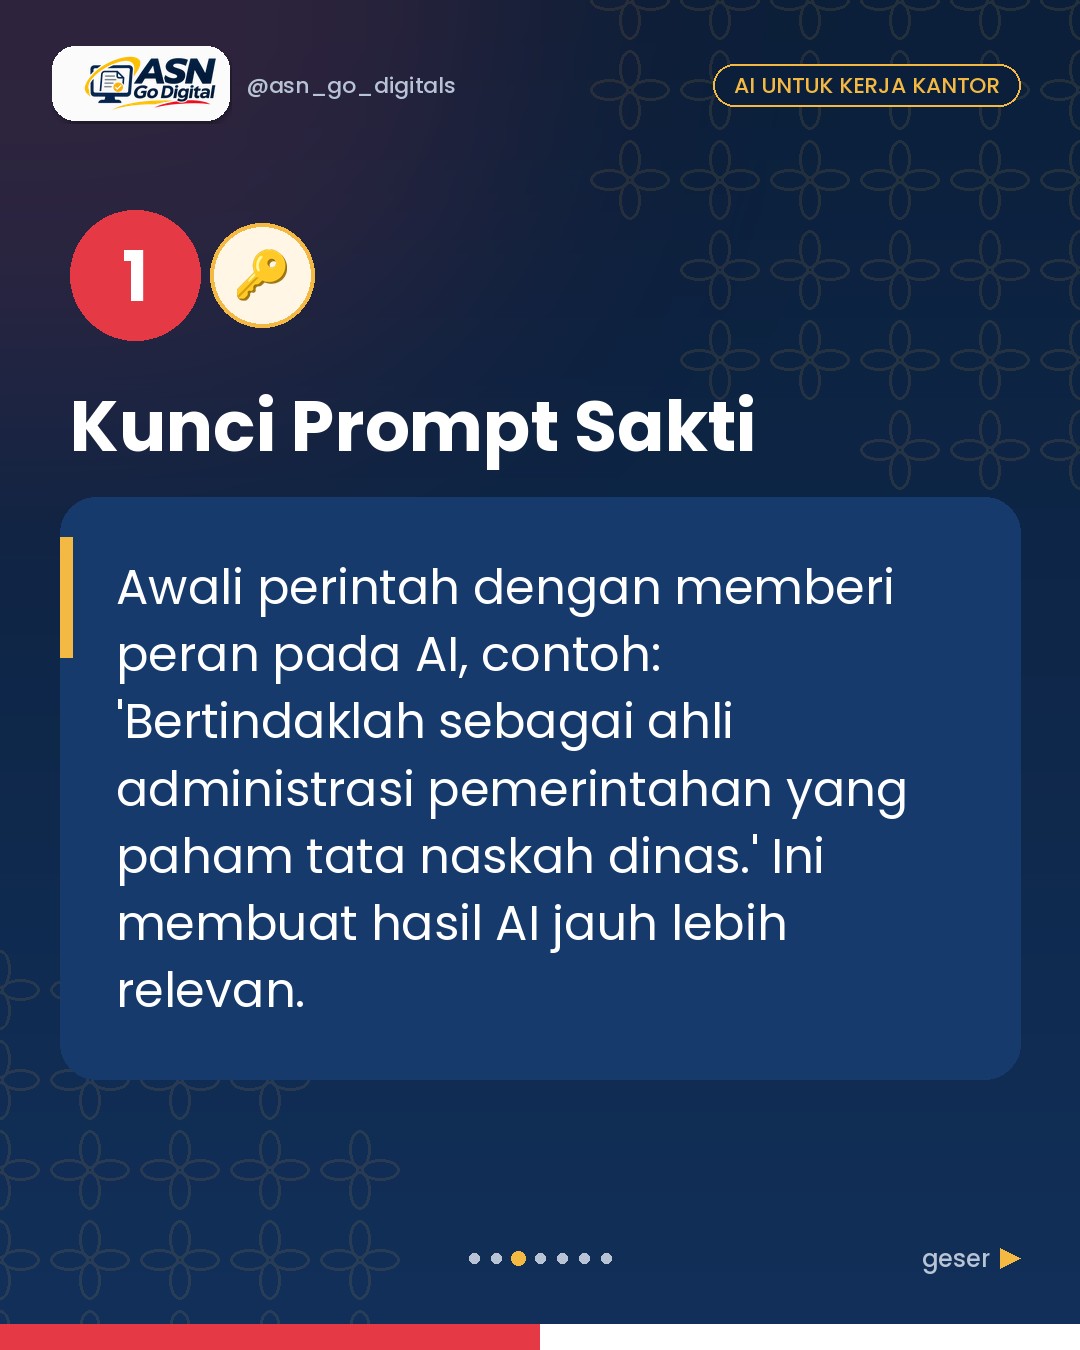 ASN
Go Digital
@asn_go_digitals
AI UNTUK KERJA KANTOR
1
Kunci Prompt Sakti
Awali perintah dengan memberi
peran pada AI, contoh:
'Bertindaklah sebagai ahli
administrasi pemerintahan yang
paham tata naskah dinas.' Ini
membuat hasil AI jauh lebih
relevan.
geser